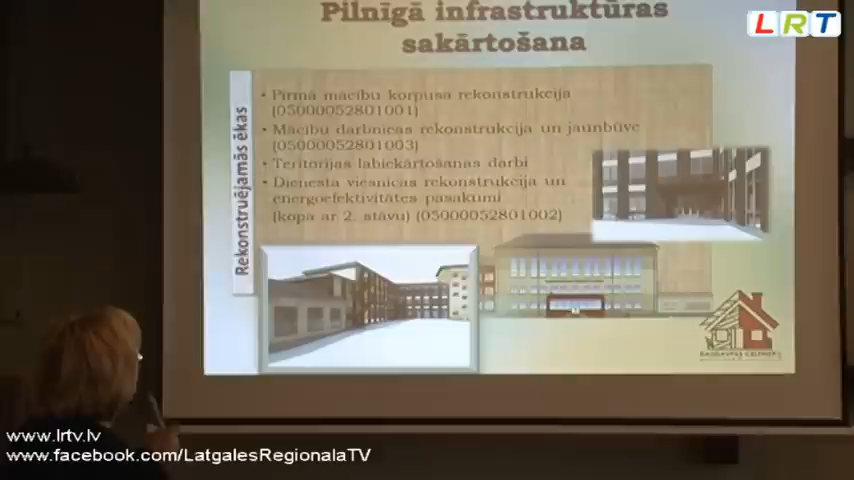 LRT
Pilnīgā infrastruktūras
sakārtošana
Rekonstruējamās ēkas
• Pirmā mācību korpusa rekonstrukcija
(05000052801001)
• Mācību darbnīcas rekonstrukcija un jaunbūve
(05000052801003)
• Teritorijas labiekārtošanas darbi
• Dienesta viesnīcas rekonstrukcija un
energoefektivitātes pasākumi
(kopā ar 2. stāvu) (05000052801002)
www.lrtv.lv
www.facebook.com/LatgalesRegionalaTV